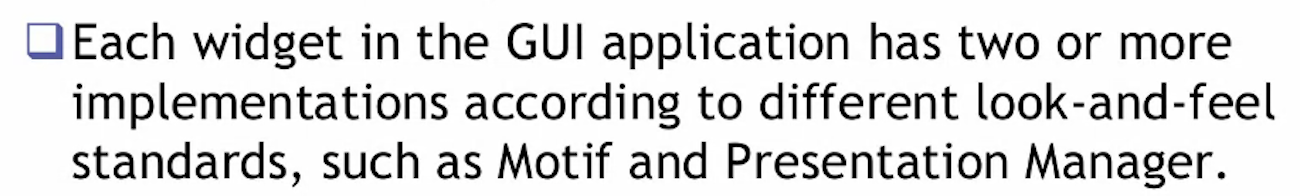 Each widget in the GUI application has two or more
implementations according to different look-and-feel
standards, such as Motif and Presentation Manager.